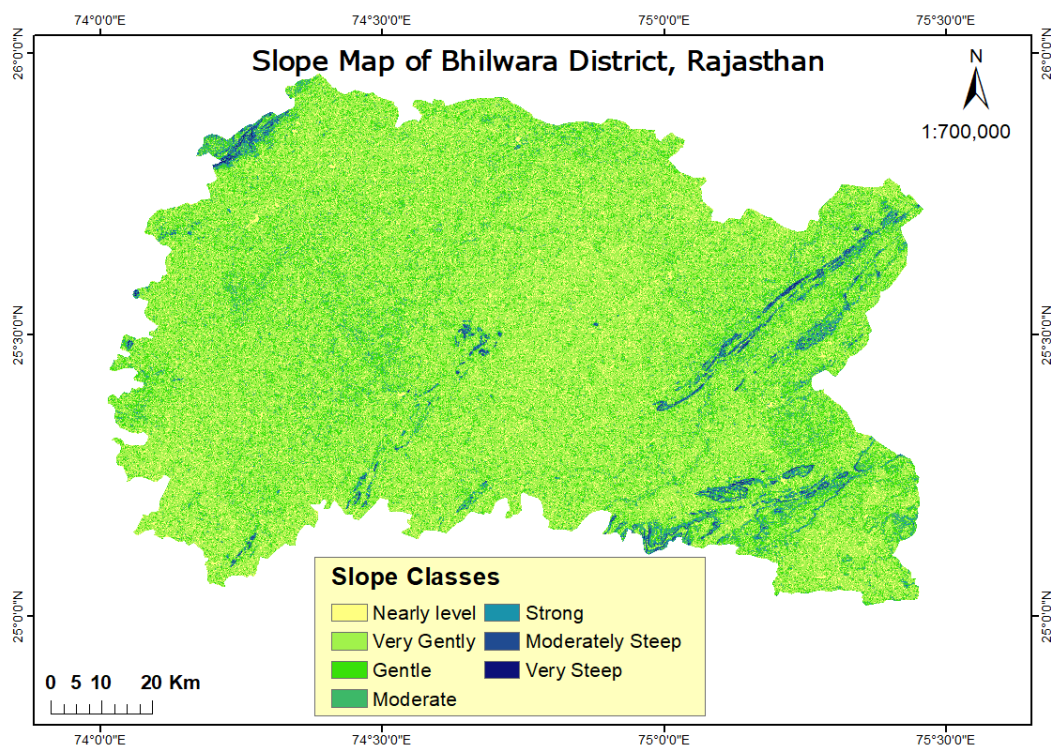 74°0'0"E 74°30'0"E 75°0'0"E 75°30'0"E
Slope Map of Bhilwara District, Rajasthan
N
1:700,000
26°0'0"N 26°0'0"N
25°30'0"N 25°30'0"N
25°0'0"N 25°0'0"N
Slope Classes
Nearly level
Very Gently
Gentle
Moderate
Strong
Moderately Steep
Very Steep
0 5 10 20 Km
74°0'0"E 74°30'0"E 75°0'0"E 75°30'0"E